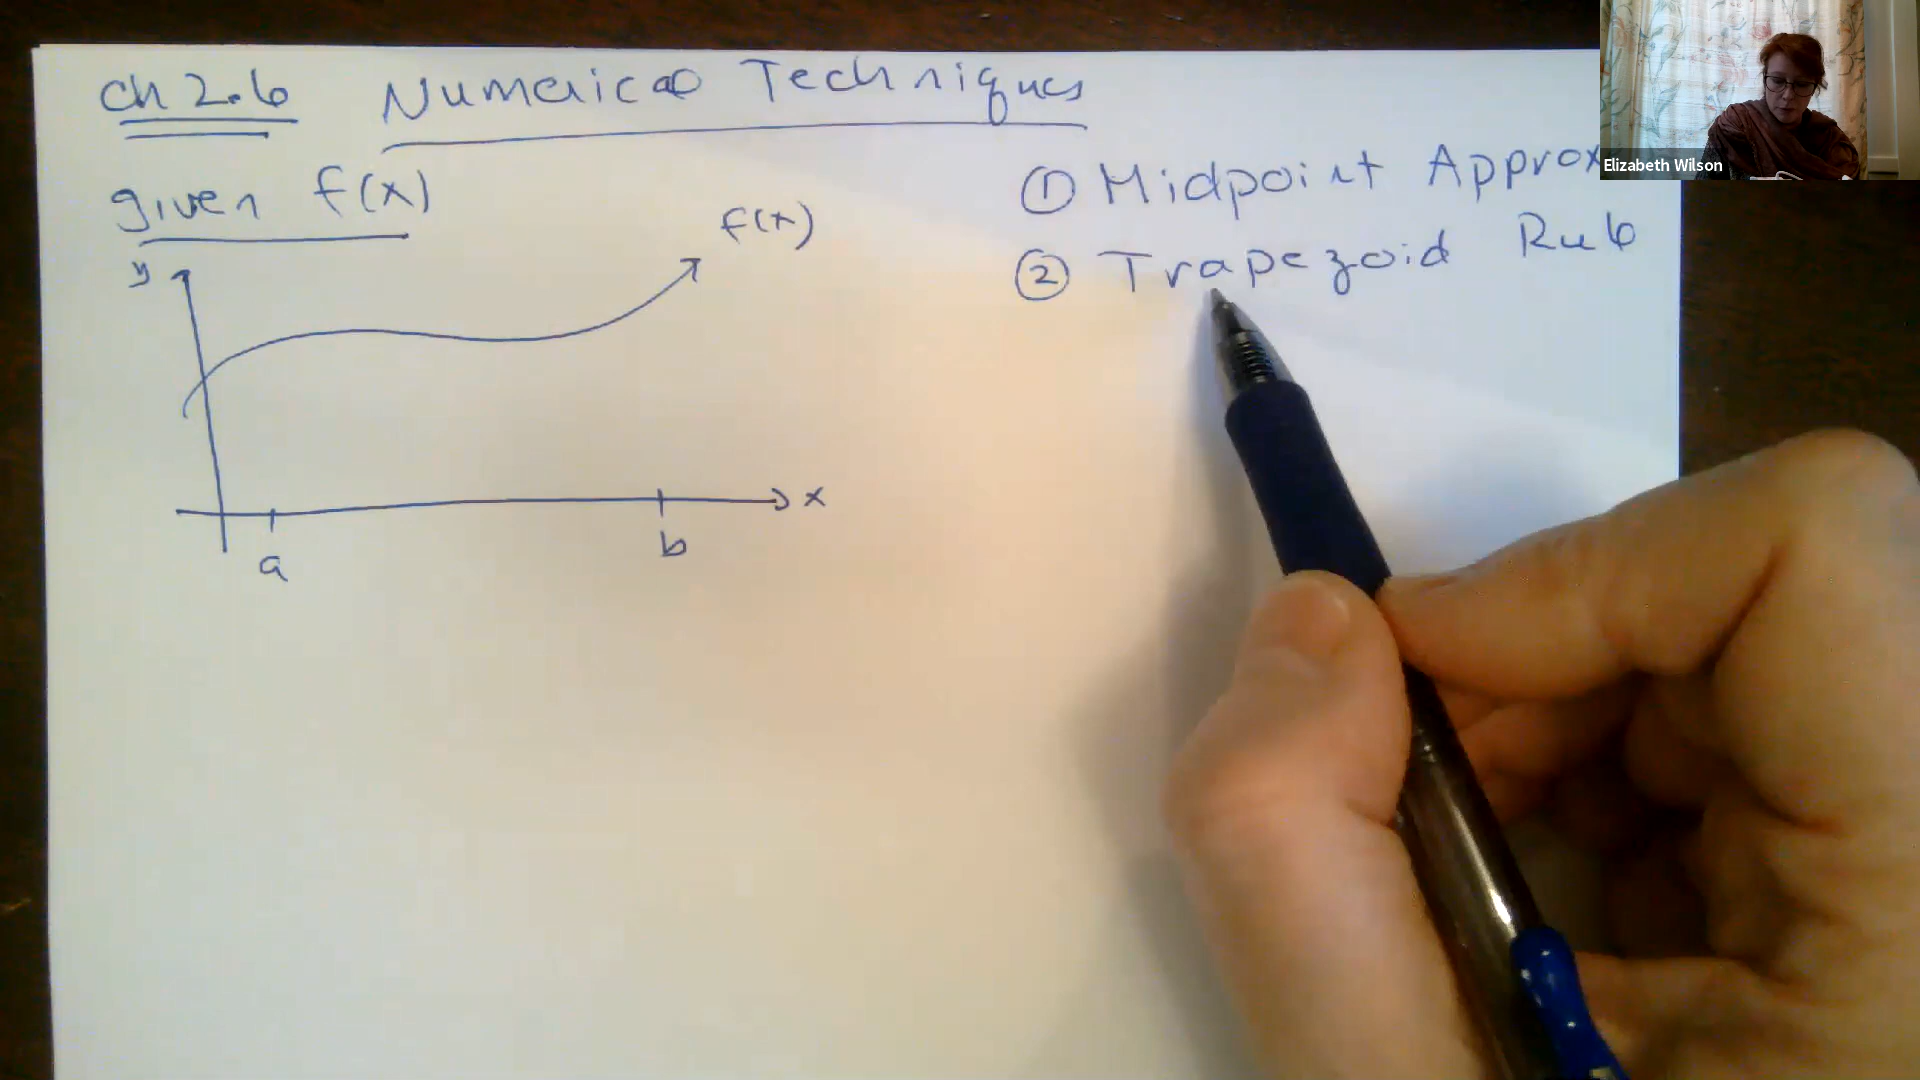 Ch 2.6 Numerical Techniques
given f(x)
① Midpoint Approx
② Trapezoid Rule
y
f(x)
x
a
b
Elizabeth Wilson